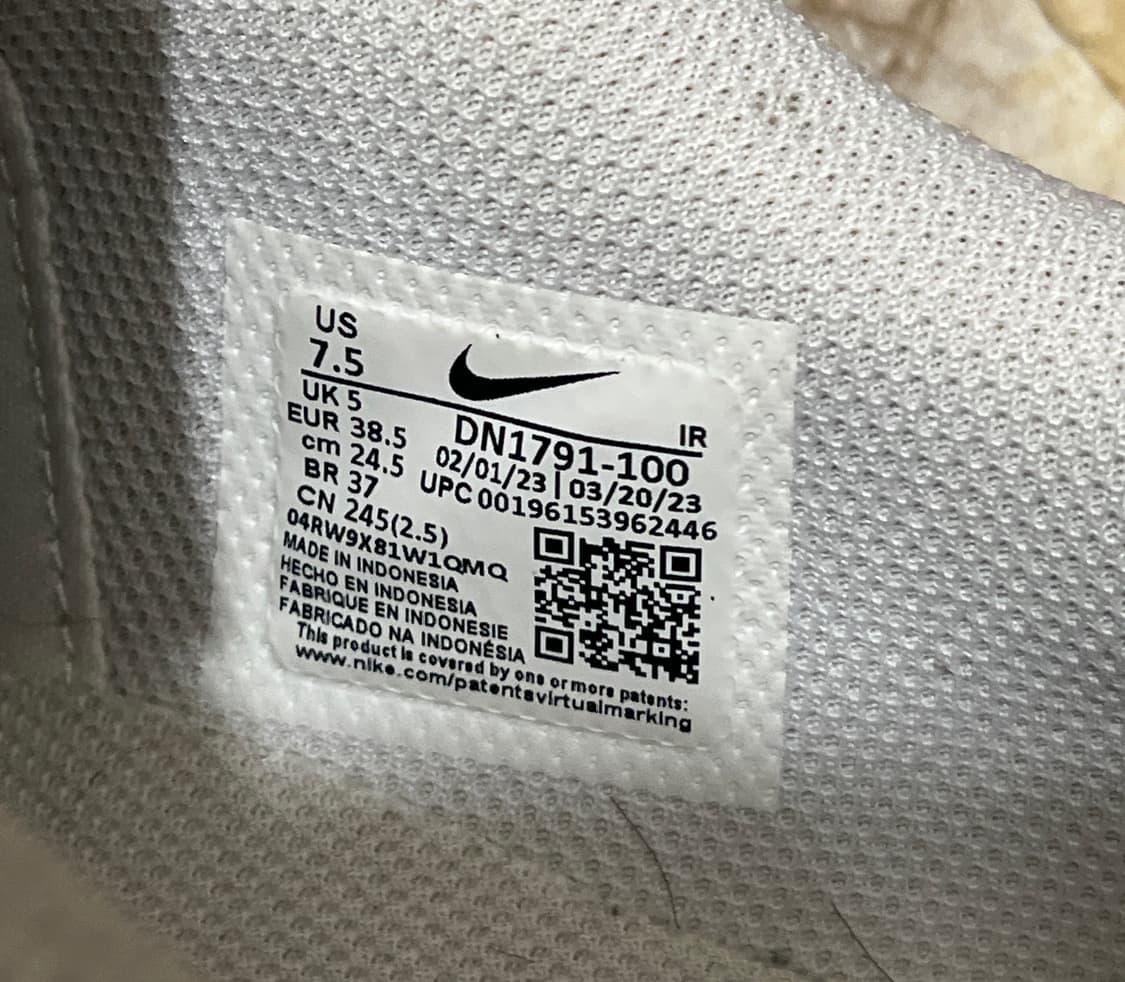 US
7.5
IR
UK 5
EUR 38.5
cm 24.5
BR 37
CN 245(2.5)
DN1791-100
02/01/23 | 03/20/23
UPC 00196153962446
04RW9X81W1QMQ
MADE IN INDONESIA
HECHO EN INDONESIA
FABRIQUE EN INDONESIE
FABRICADO NA INDONÉSIA
This product is covered by one or more patents:
www.nike.com/patentsvirtualmarking